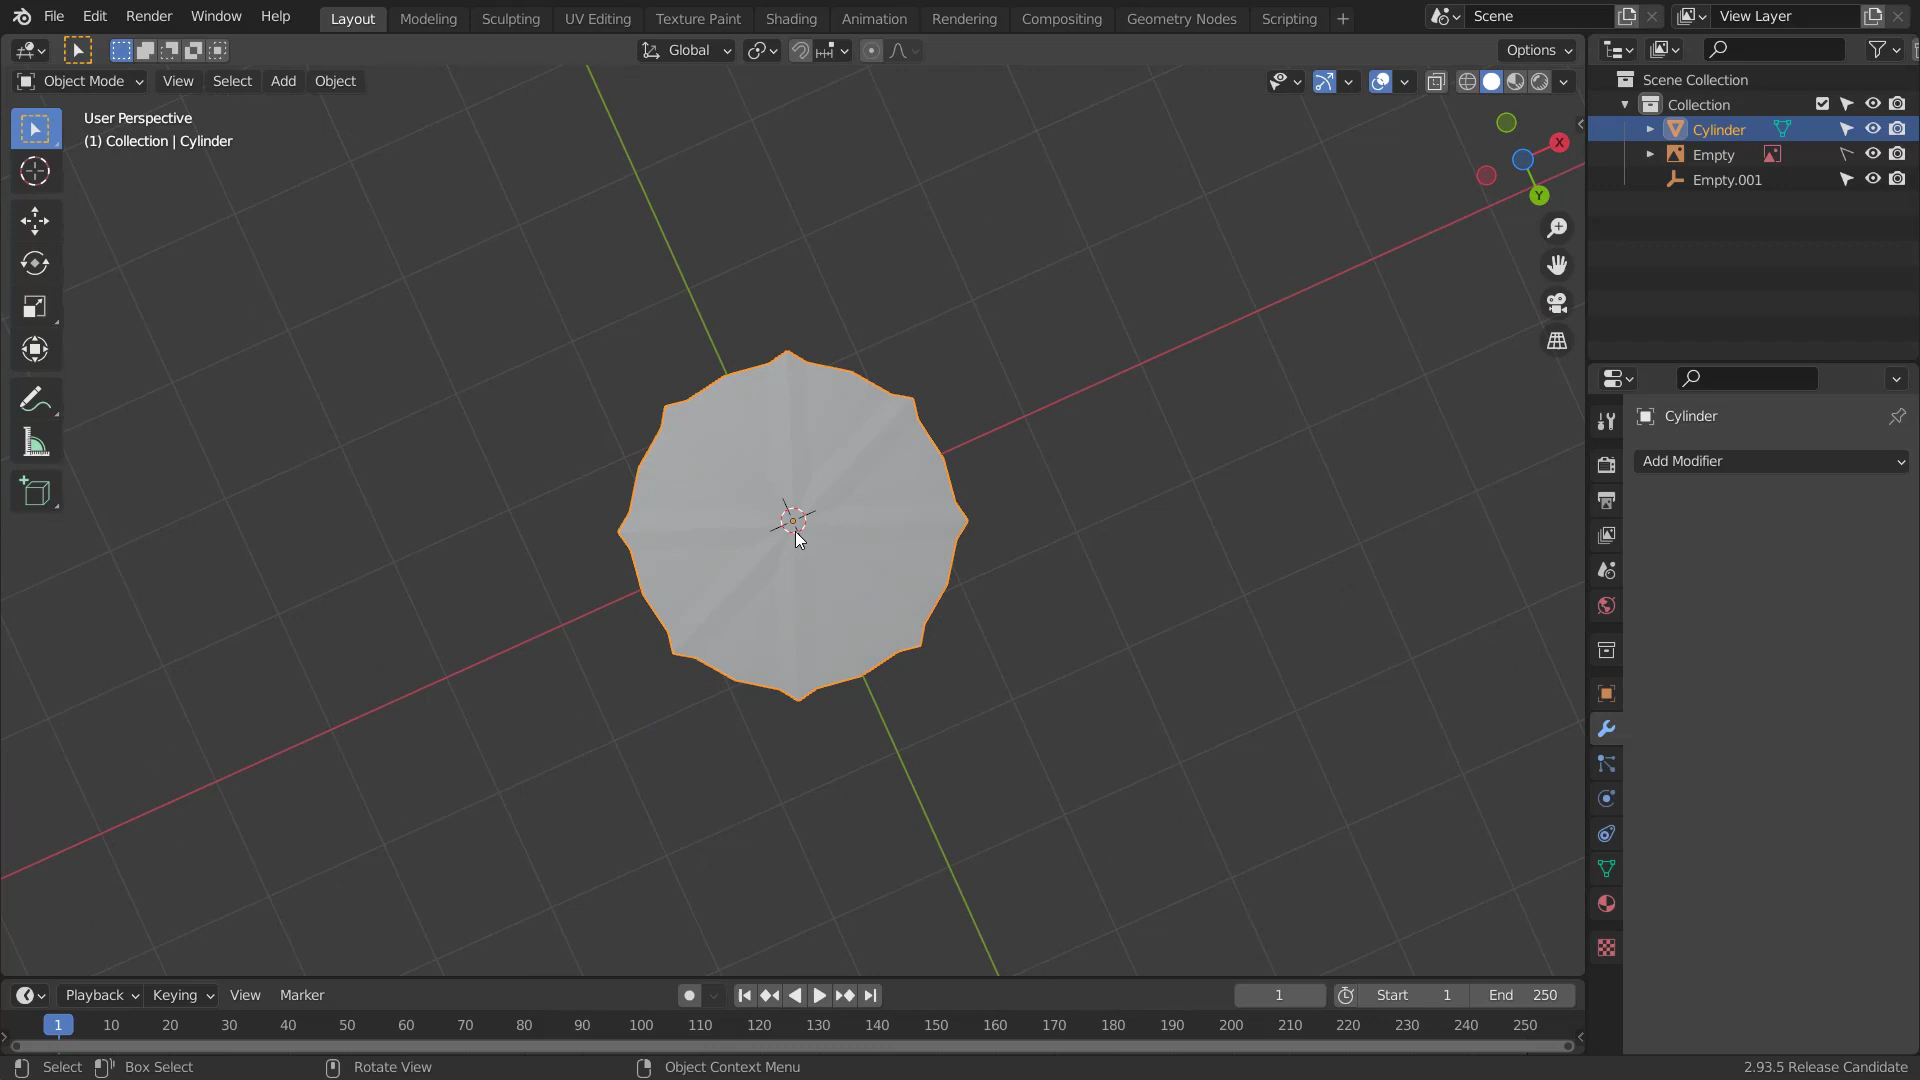 File Edit Render Window Help Layout Modeling Sculpting UV Editing Texture Paint Shading Animation Rendering Compositing Geometry Nodes Scripting Scene View Layer
Global Options
Object Mode View Select Add Object
Scene Collection
Collection
Cylinder
Empty
Empty.001
User Perspective
(1) Collection | Cylinder
X
Y
Cylinder
Add Modifier
Playback Keying View Marker 1 Start 1 End 250
1 10 20 30 40 50 60 70 80 90 100 110 120 130 140 150 160 170 180 190 200 210 220 230 240 250
Select Box Select Rotate View Object Context Menu 2.93.5 Release Candidate